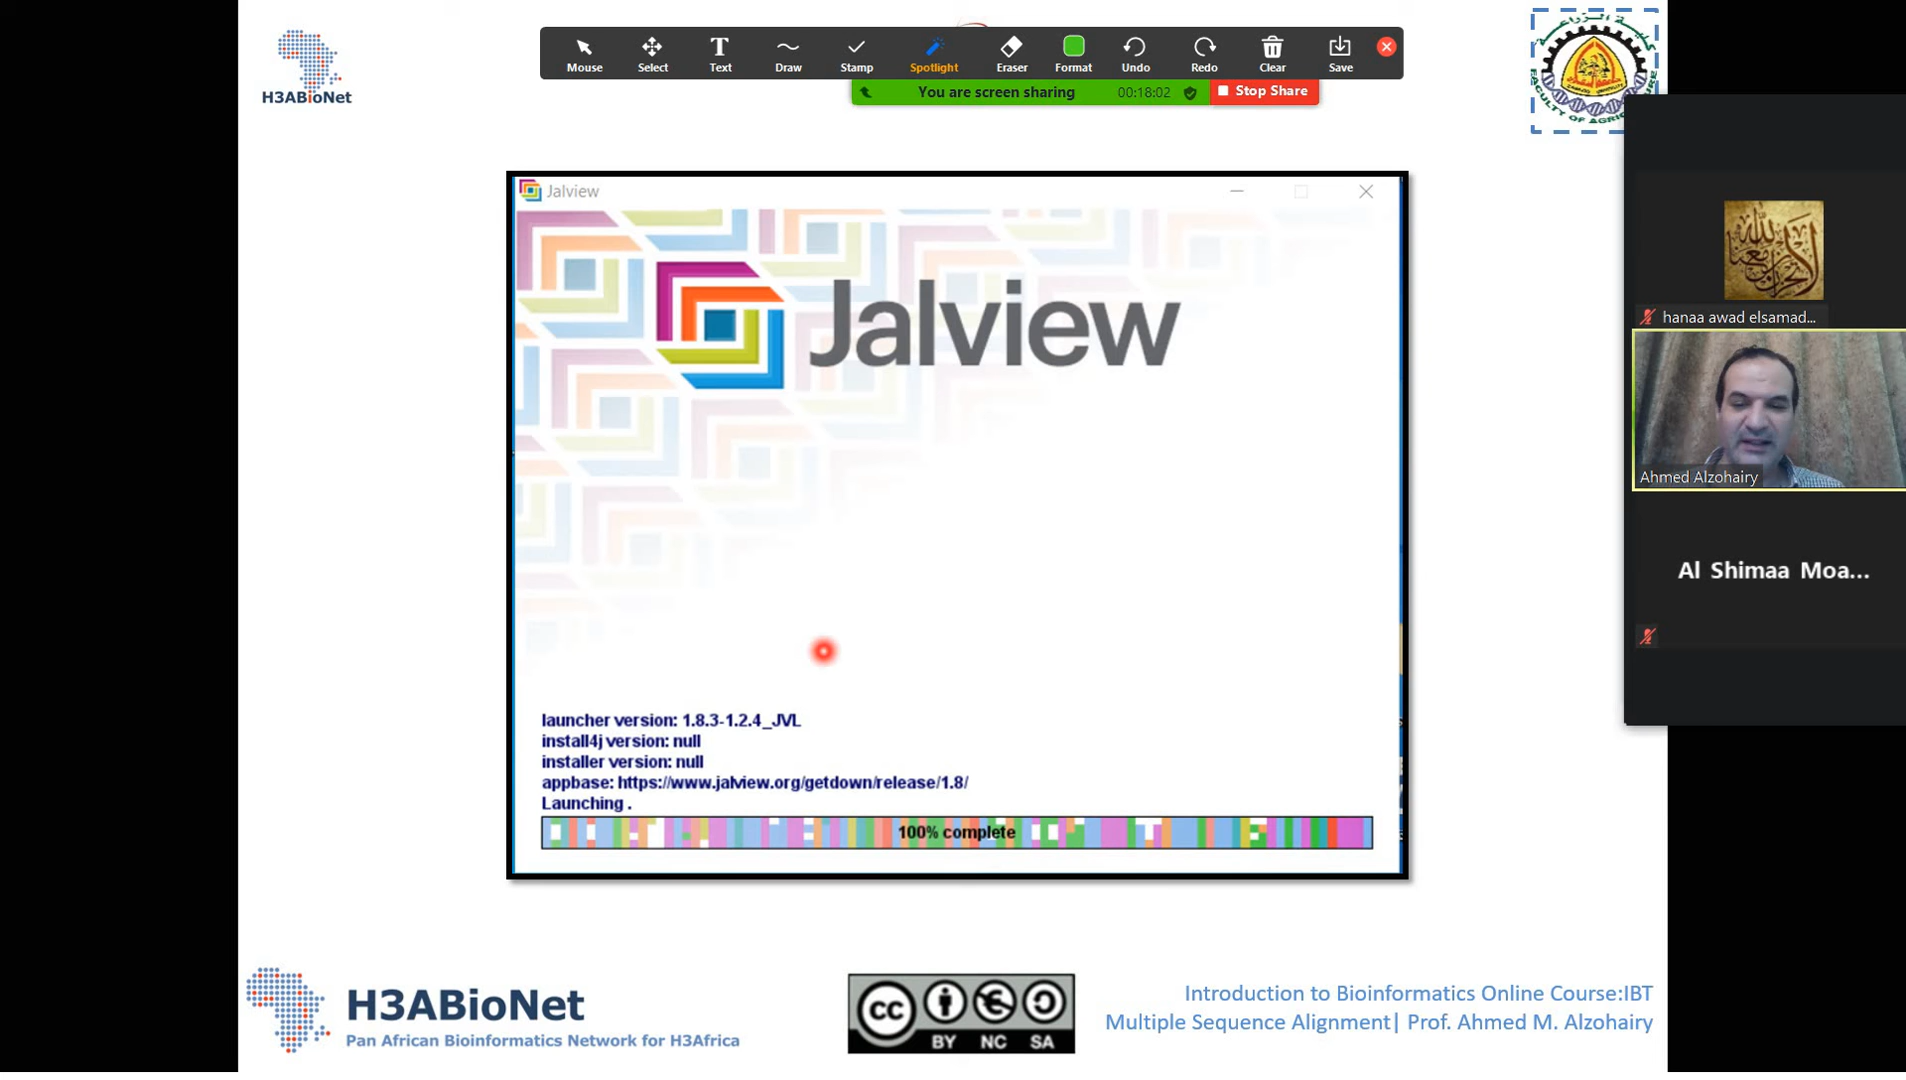 H3ABioNet
Mouse
Select
Text
Draw
Stamp
Spotlight
Eraser
Format
Undo
Redo
Clear
Save
You are screen sharing 00:18:02 Stop Share
FACULTY OF AGRICULTURE
hanaa awad elsamad...
Ahmed Alzohairy
Al Shimaa Moa...
Jalview
Jalview
launcher version: 1.8.3-1.2.4_JVL
install4j version: null
installer version: null
appbase: https://www.jalview.org/getdown/release/1.8/
Launching .
100% complete
H3ABioNet
Pan African Bioinformatics Network for H3Africa
cc
BY NC SA
Introduction to Bioinformatics Online Course:IBT
Multiple Sequence Alignment| Prof. Ahmed M. Alzohairy